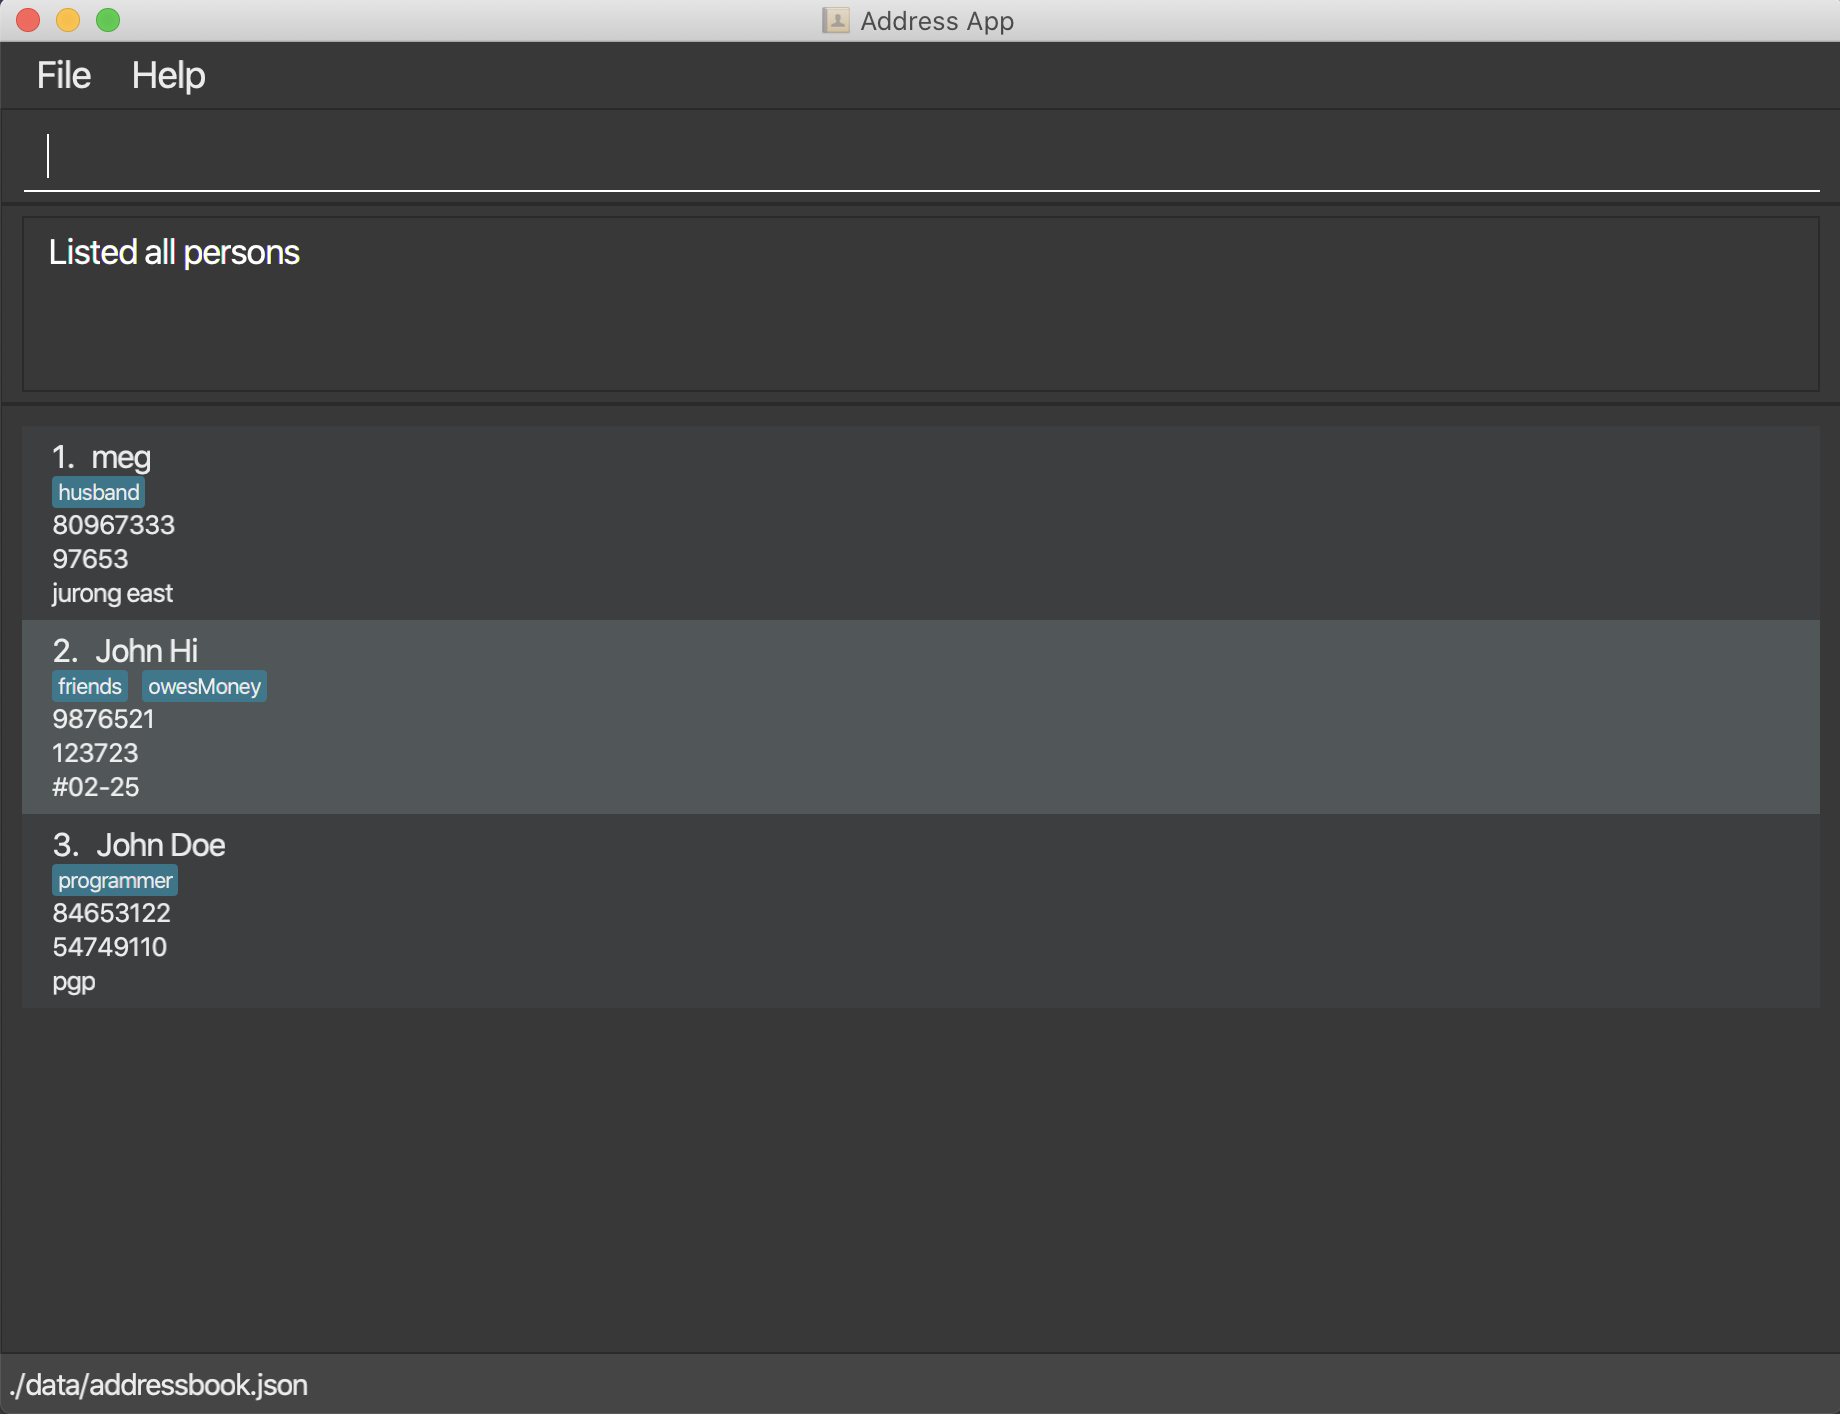 Address App
File Help
Listed all persons
1. meg
husband
80967333
97653
jurong east
2. John Hi
friends owesMoney
9876521
123723
#02-25
3. John Doe
programmer
84653122
54749110
pgp
./data/addressbook.json